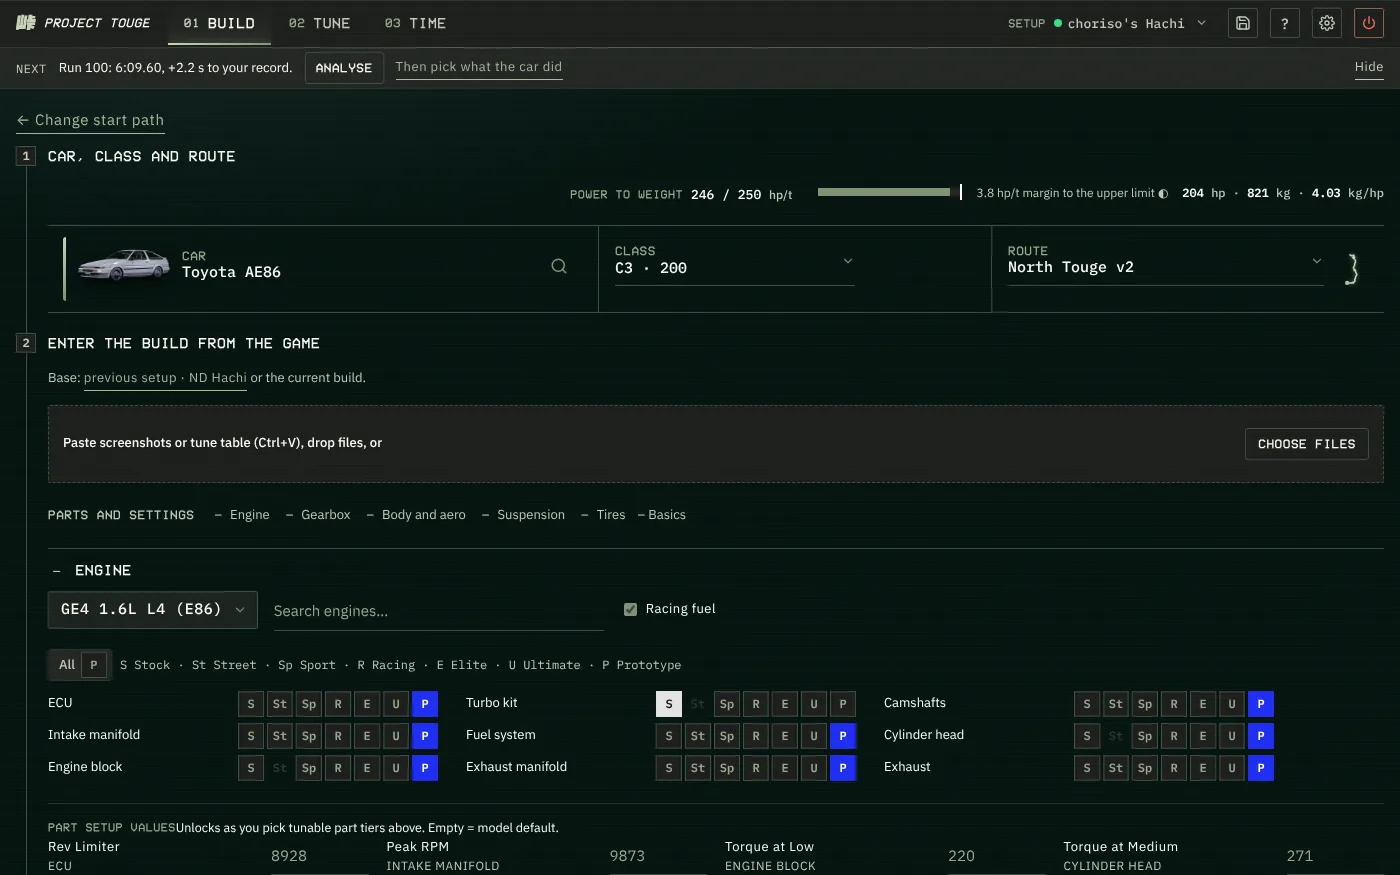 PROJECT TOUGE 01 BUILD 02 TUNE 03 TIME SETUP choriso's Hachi ?
NEXT Run 100: 6:09.60, +2.2 s to your record. ANALYSE Then pick what the car did Hide
← Change start path
1 CAR, CLASS AND ROUTE
POWER TO WEIGHT 246 / 250 hp/t 3.8 hp/t margin to the upper limit 204 hp · 821 kg · 4.03 kg/hp
CAR
Toyota AE86
CLASS
C3 · 200
ROUTE
North Touge v2
2 ENTER THE BUILD FROM THE GAME
Base: previous setup · ND Hachi or the current build.
Paste screenshots or tune table (Ctrl+V), drop files, or CHOOSE FILES
PARTS AND SETTINGS – Engine – Gearbox – Body and aero – Suspension – Tires – Basics
– ENGINE
GE4 1.6L L4 (E86) Search engines... Racing fuel
All P S Stock · St Street · Sp Sport · R Racing · E Elite · U Ultimate · P Prototype
ECU S St Sp R E U P Turbo kit S St Sp R E U P Camshafts S St Sp R E U P
Intake manifold S St Sp R E U P Fuel system S St Sp R E U P Cylinder head S St Sp R E U P
Engine block S St Sp R E U P Exhaust manifold S St Sp R E U P Exhaust S St Sp R E U P
PART SETUP VALUES Unlocks as you pick tunable part tiers above. Empty = model default.
Rev Limiter
ECU
8928
Peak RPM
INTAKE MANIFOLD
9873
Torque at Low
ENGINE BLOCK
220
Torque at Medium
CYLINDER HEAD
271